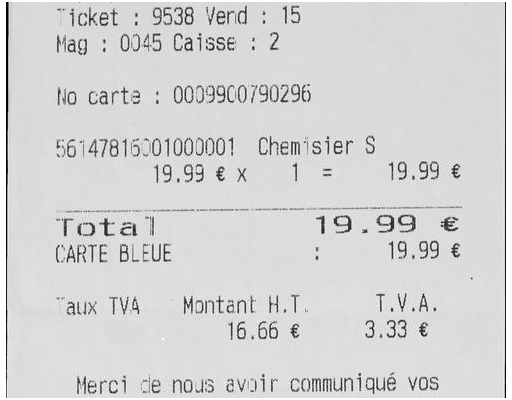 Ticket : 9538 Vend : 15
Mag : 0045 Caisse : 2
No carte : 0009900790296
56147816001000001 Chemisier S
19.99 € x 1 = 19.99 €
Total 19.99 €
CARTE BLEUE : 19.99 €
Taux TVA Montant H.T. T.V.A.
16.66 € 3.33 €
Merci de nous avoir communiqué vos